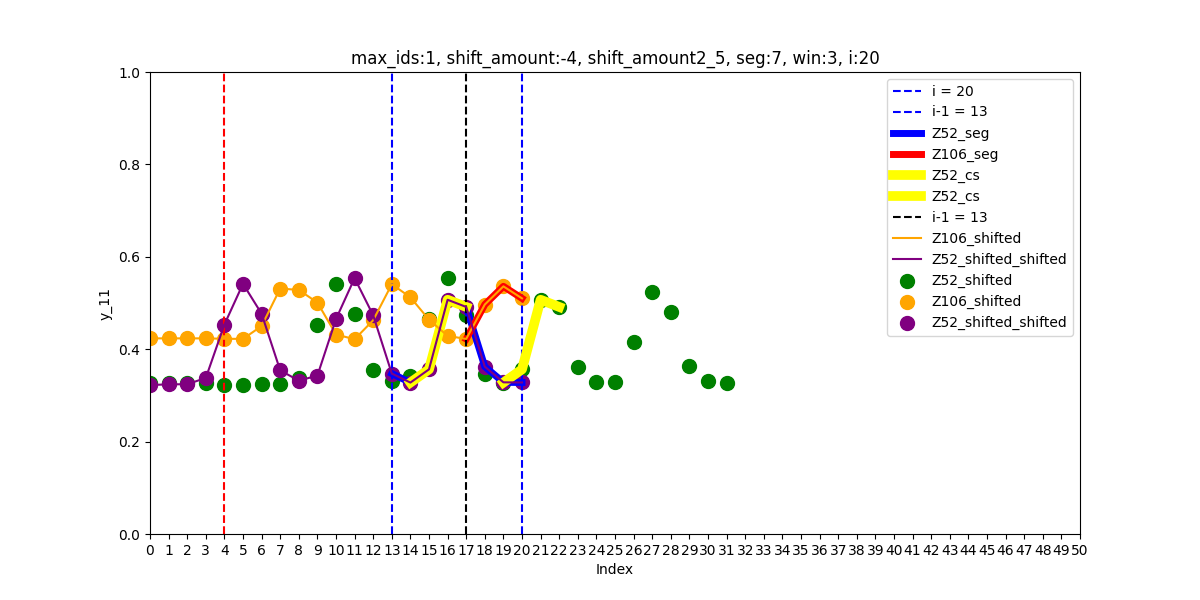 max_ids:1, shift_amount:-4, shift_amount2_5, seg:7, win:3, i:20
1.0
0.8
0.6
0.4
0.2
0.0
y_11
i = 20
i-1 = 13
Z52_seg
Z106_seg
Z52_cs
Z52_cs
i-1 = 13
Z106_shifted
Z52_shifted_shifted
Z52_shifted
Z106_shifted
Z52_shifted_shifted
0 1 2 3 4 5 6 7 8 9 10 11 12 13 14 15 16 17 18 19 20 21 22 23 24 25 26 27 28 29 30 31 32 33 34 35 36 37 38 39 40 41 42 43 44 45 46 47 48 49 50
Index